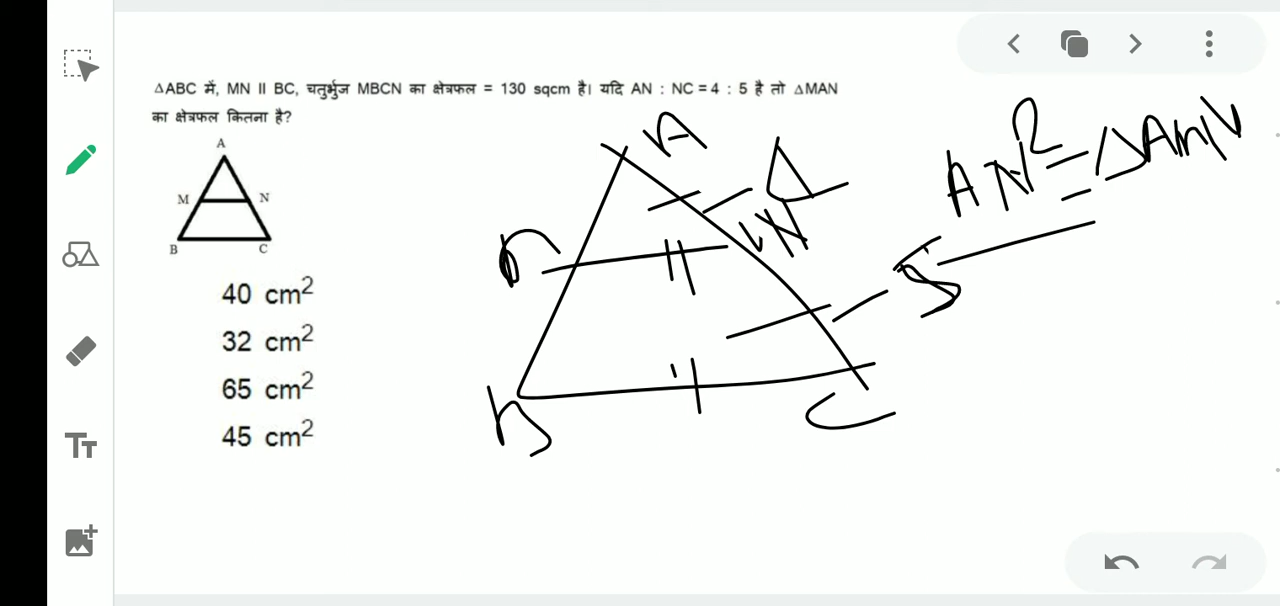 △ABC में, MN II BC, चतुर्भुज MBCN का क्षेत्रफल = 130 sqcm है। यदि AN : NC = 4 : 5 है तो △MAN
का क्षेत्रफल कितना है?
A
M N
B C
40 cm²
32 cm²
65 cm²
45 cm²
A
N
5
B
C
AN² = △AMN
Tт